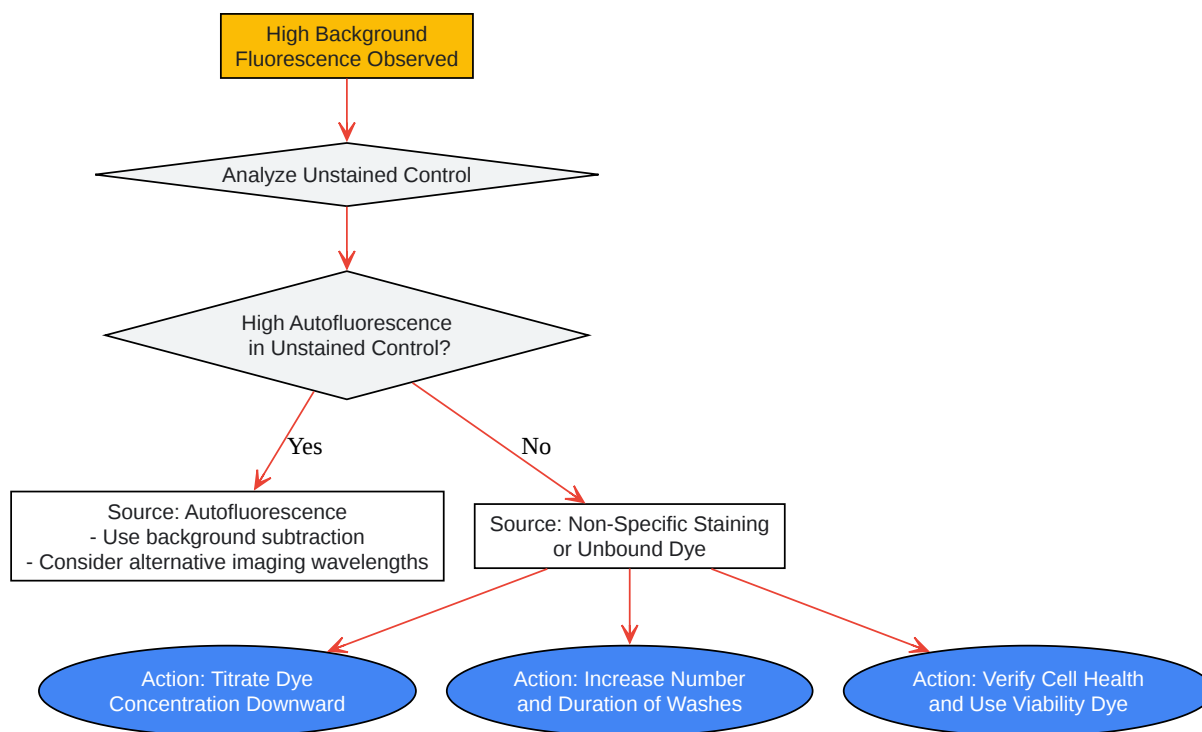 High Background
Fluorescence Observed
Analyze Unstained Control
High Autofluorescence
in Unstained Control?
Yes
No
Source: Autofluorescence
- Use background subtraction
- Consider alternative imaging wavelengths
Source: Non-Specific Staining
or Unbound Dye
Action: Titrate Dye
Concentration Downward
Action: Increase Number
and Duration of Washes
Action: Verify Cell Health
and Use Viability Dye